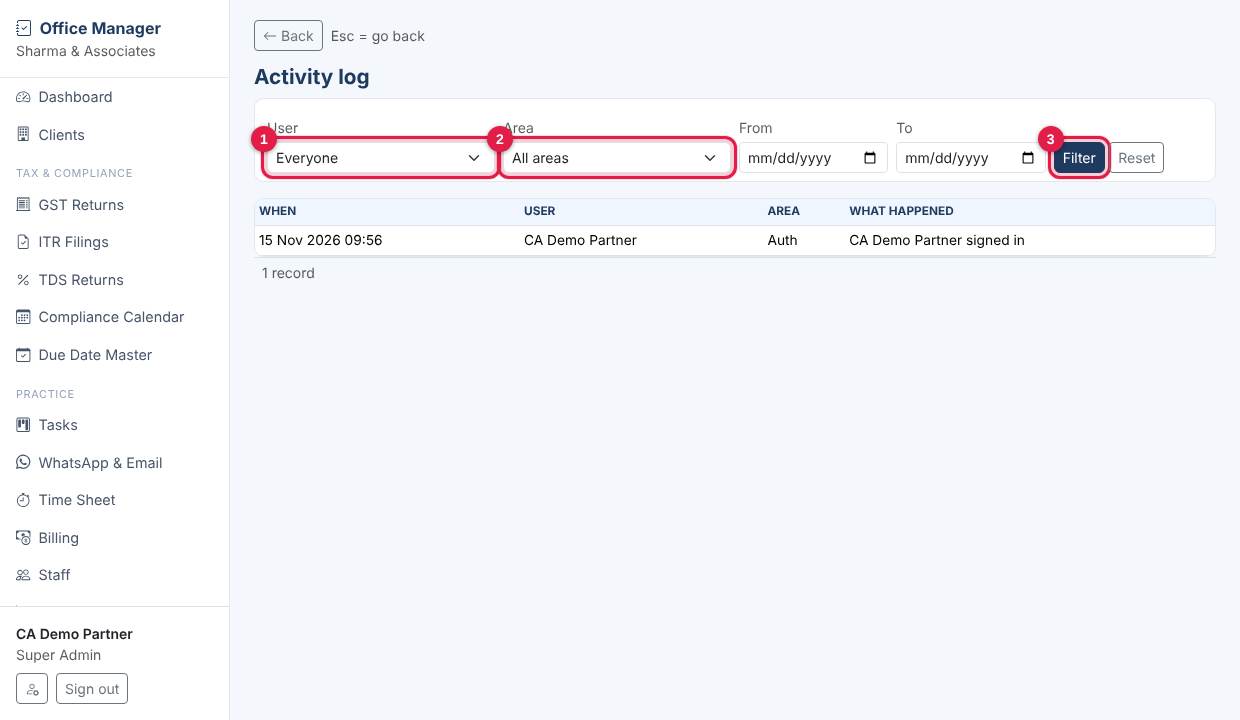 Office Manager
Sharma & Associates
Dashboard
Clients
TAX & COMPLIANCE
GST Returns
ITR Filings
TDS Returns
Compliance Calendar
Due Date Master
PRACTICE
Tasks
WhatsApp & Email
Time Sheet
Billing
Staff
CA Demo Partner
Super Admin
Sign out
← Back Esc = go back
Activity log
User Area From To
1 Everyone 2 All areas mm/dd/yyyy mm/dd/yyyy 3 Filter Reset
WHEN USER AREA WHAT HAPPENED
15 Nov 2026 09:56 CA Demo Partner Auth CA Demo Partner signed in
1 record